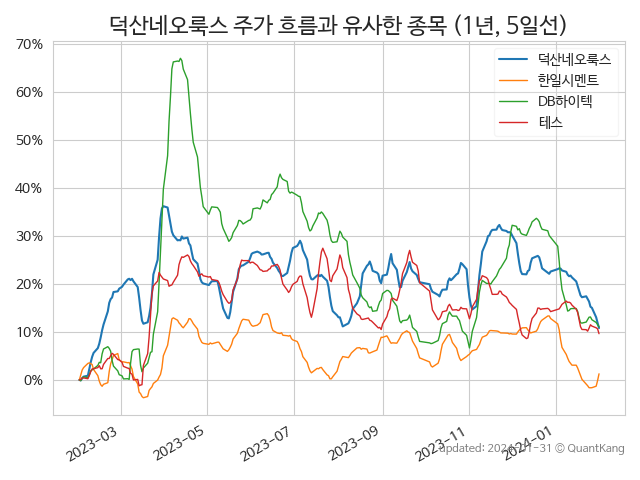 덕산네오룩스 주가 흐름과 유사한 종목 (1년, 5일선)
70%
60%
50%
40%
30%
20%
10%
0%
덕산네오룩스
한일시멘트
DB하이텍
테스
2023-03
2023-05
2023-07
2023-09
2023-11
2024-01
updated: 2024-01-31 © QuantKang